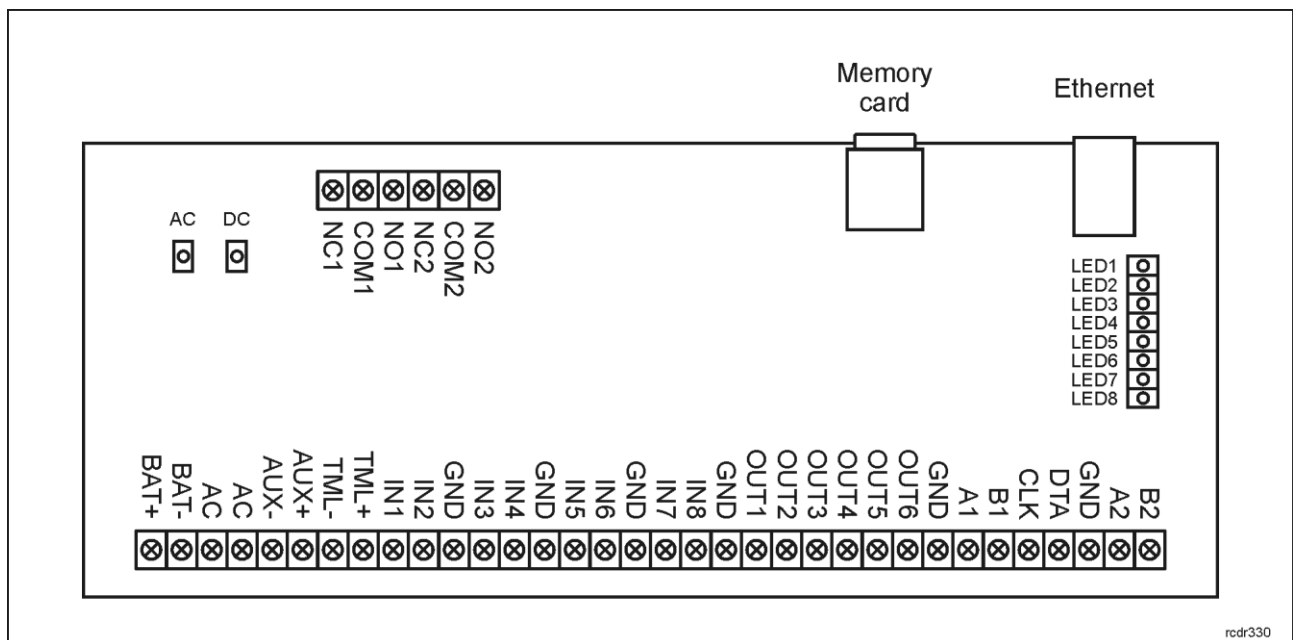 Memory
card
Ethernet
AC
DC
NC1
COM1
NO1
NC2
COM2
NO2
LED1
LED2
LED3
LED4
LED5
LED6
LED7
LED8
BAT+
BAT-
AC
AC
AUX-
AUX+
TML-
TML+
IN1
IN2
GND
IN3
IN4
GND
IN5
IN6
GND
IN7
IN8
GND
OUT1
OUT2
OUT3
OUT4
OUT5
OUT6
GND
A1
B1
CLK
DTA
GND
A2
B2
rcdr330